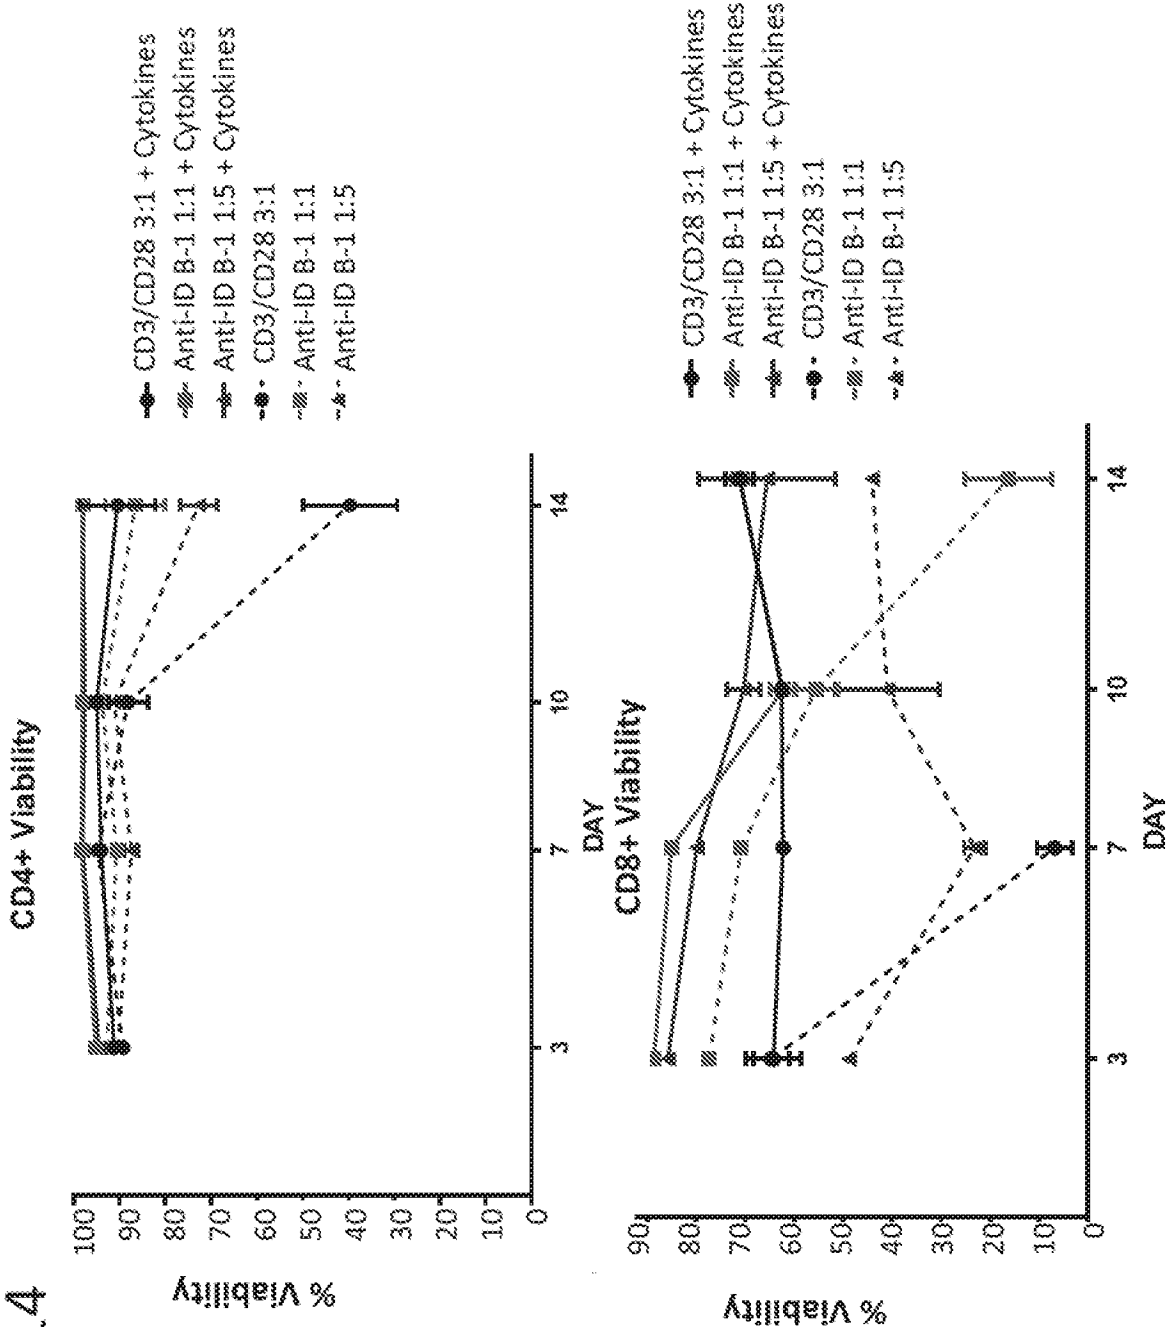 .4
CD4+ Viability
% Viability
100
90
80
70
60
50
40
30
20
10
0
3
7
10
14
DAY
CD3/CD28 3:1 + Cytokines
Anti-ID B-1 1:1 + Cytokines
Anti-ID B-1 1:5 + Cytokines
CD3/CD28 3:1
Anti-ID B-1 1:1
Anti-ID B-1 1:5
CD8+ Viability
% Viability
90
80
70
60
50
40
30
20
10
0
3
7
10
14
DAY
CD3/CD28 3:1 + Cytokines
Anti-ID B-1 1:1 + Cytokines
Anti-ID B-1 1:5 + Cytokines
CD3/CD28 3:1
Anti-ID B-1 1:1
Anti-ID B-1 1:5